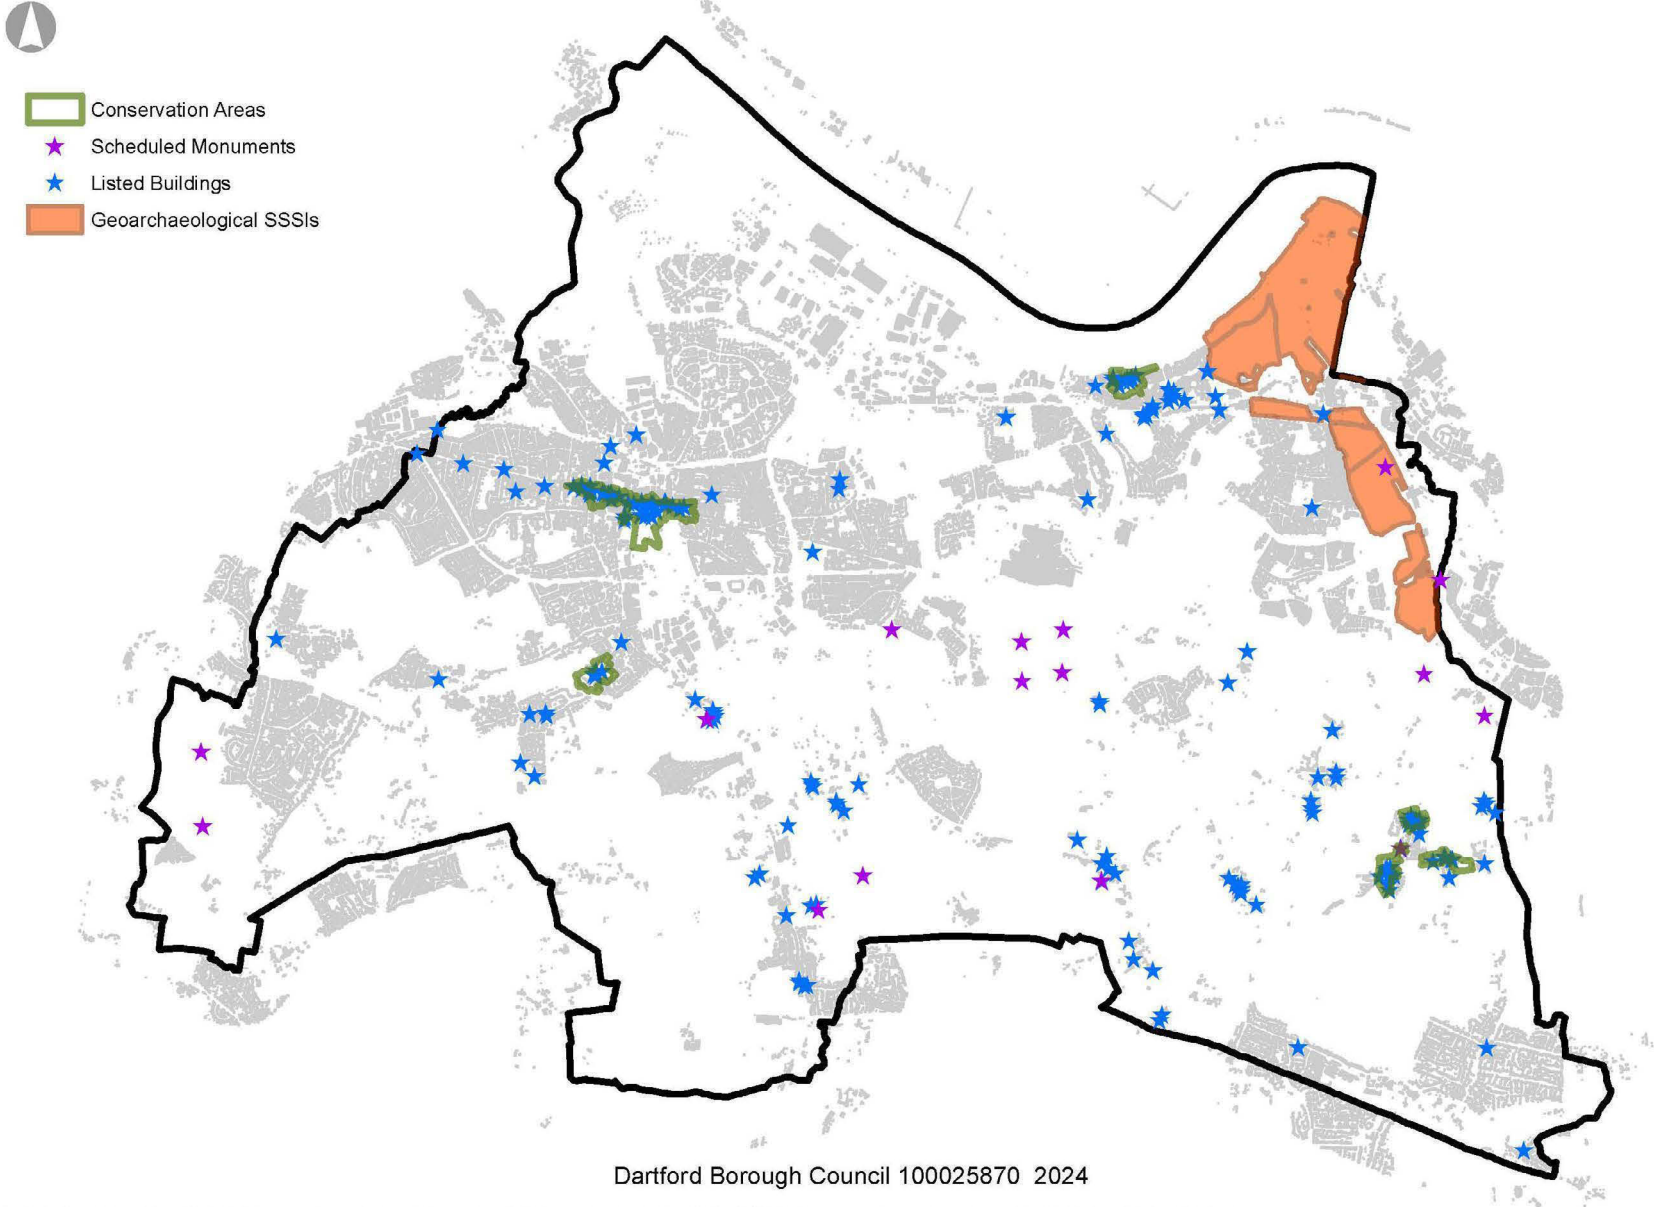 Conservation Areas
Scheduled Monuments
Listed Buildings
Geoarchaeological SSSIs
Dartford Borough Council 100025870 2024